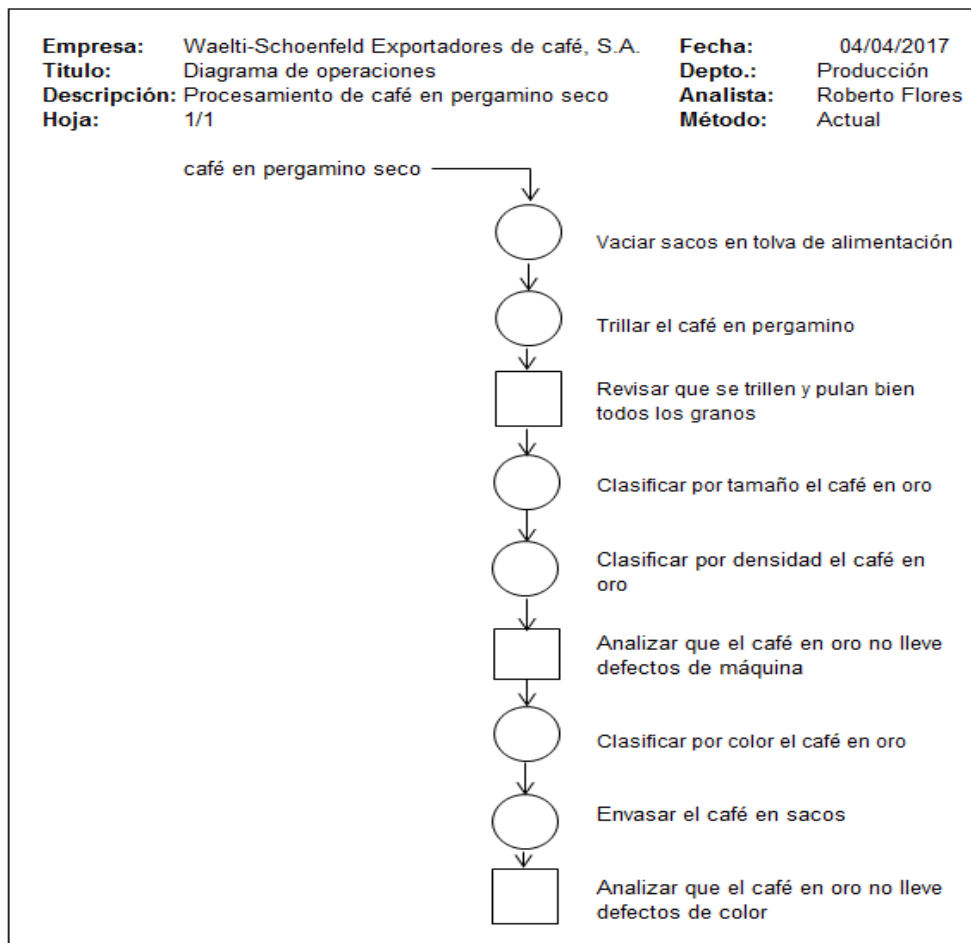 Empresa: Waelti-Schoenfeld Exportadores de café, S.A. Fecha: 04/04/2017
Titulo: Diagrama de operaciones Depto.: Producción
Descripción: Procesamiento de café en pergamino seco Analista: Roberto Flores
Hoja: 1/1 Método: Actual
café en pergamino seco
Vaciar sacos en tolva de alimentación
Trillar el café en pergamino
Revisar que se trillen y pulan bien
todos los granos
Clasificar por tamaño el café en oro
Clasificar por densidad el café en
oro
Analizar que el café en oro no lleve
defectos de máquina
Clasificar por color el café en oro
Envasar el café en sacos
Analizar que el café en oro no lleve
defectos de color